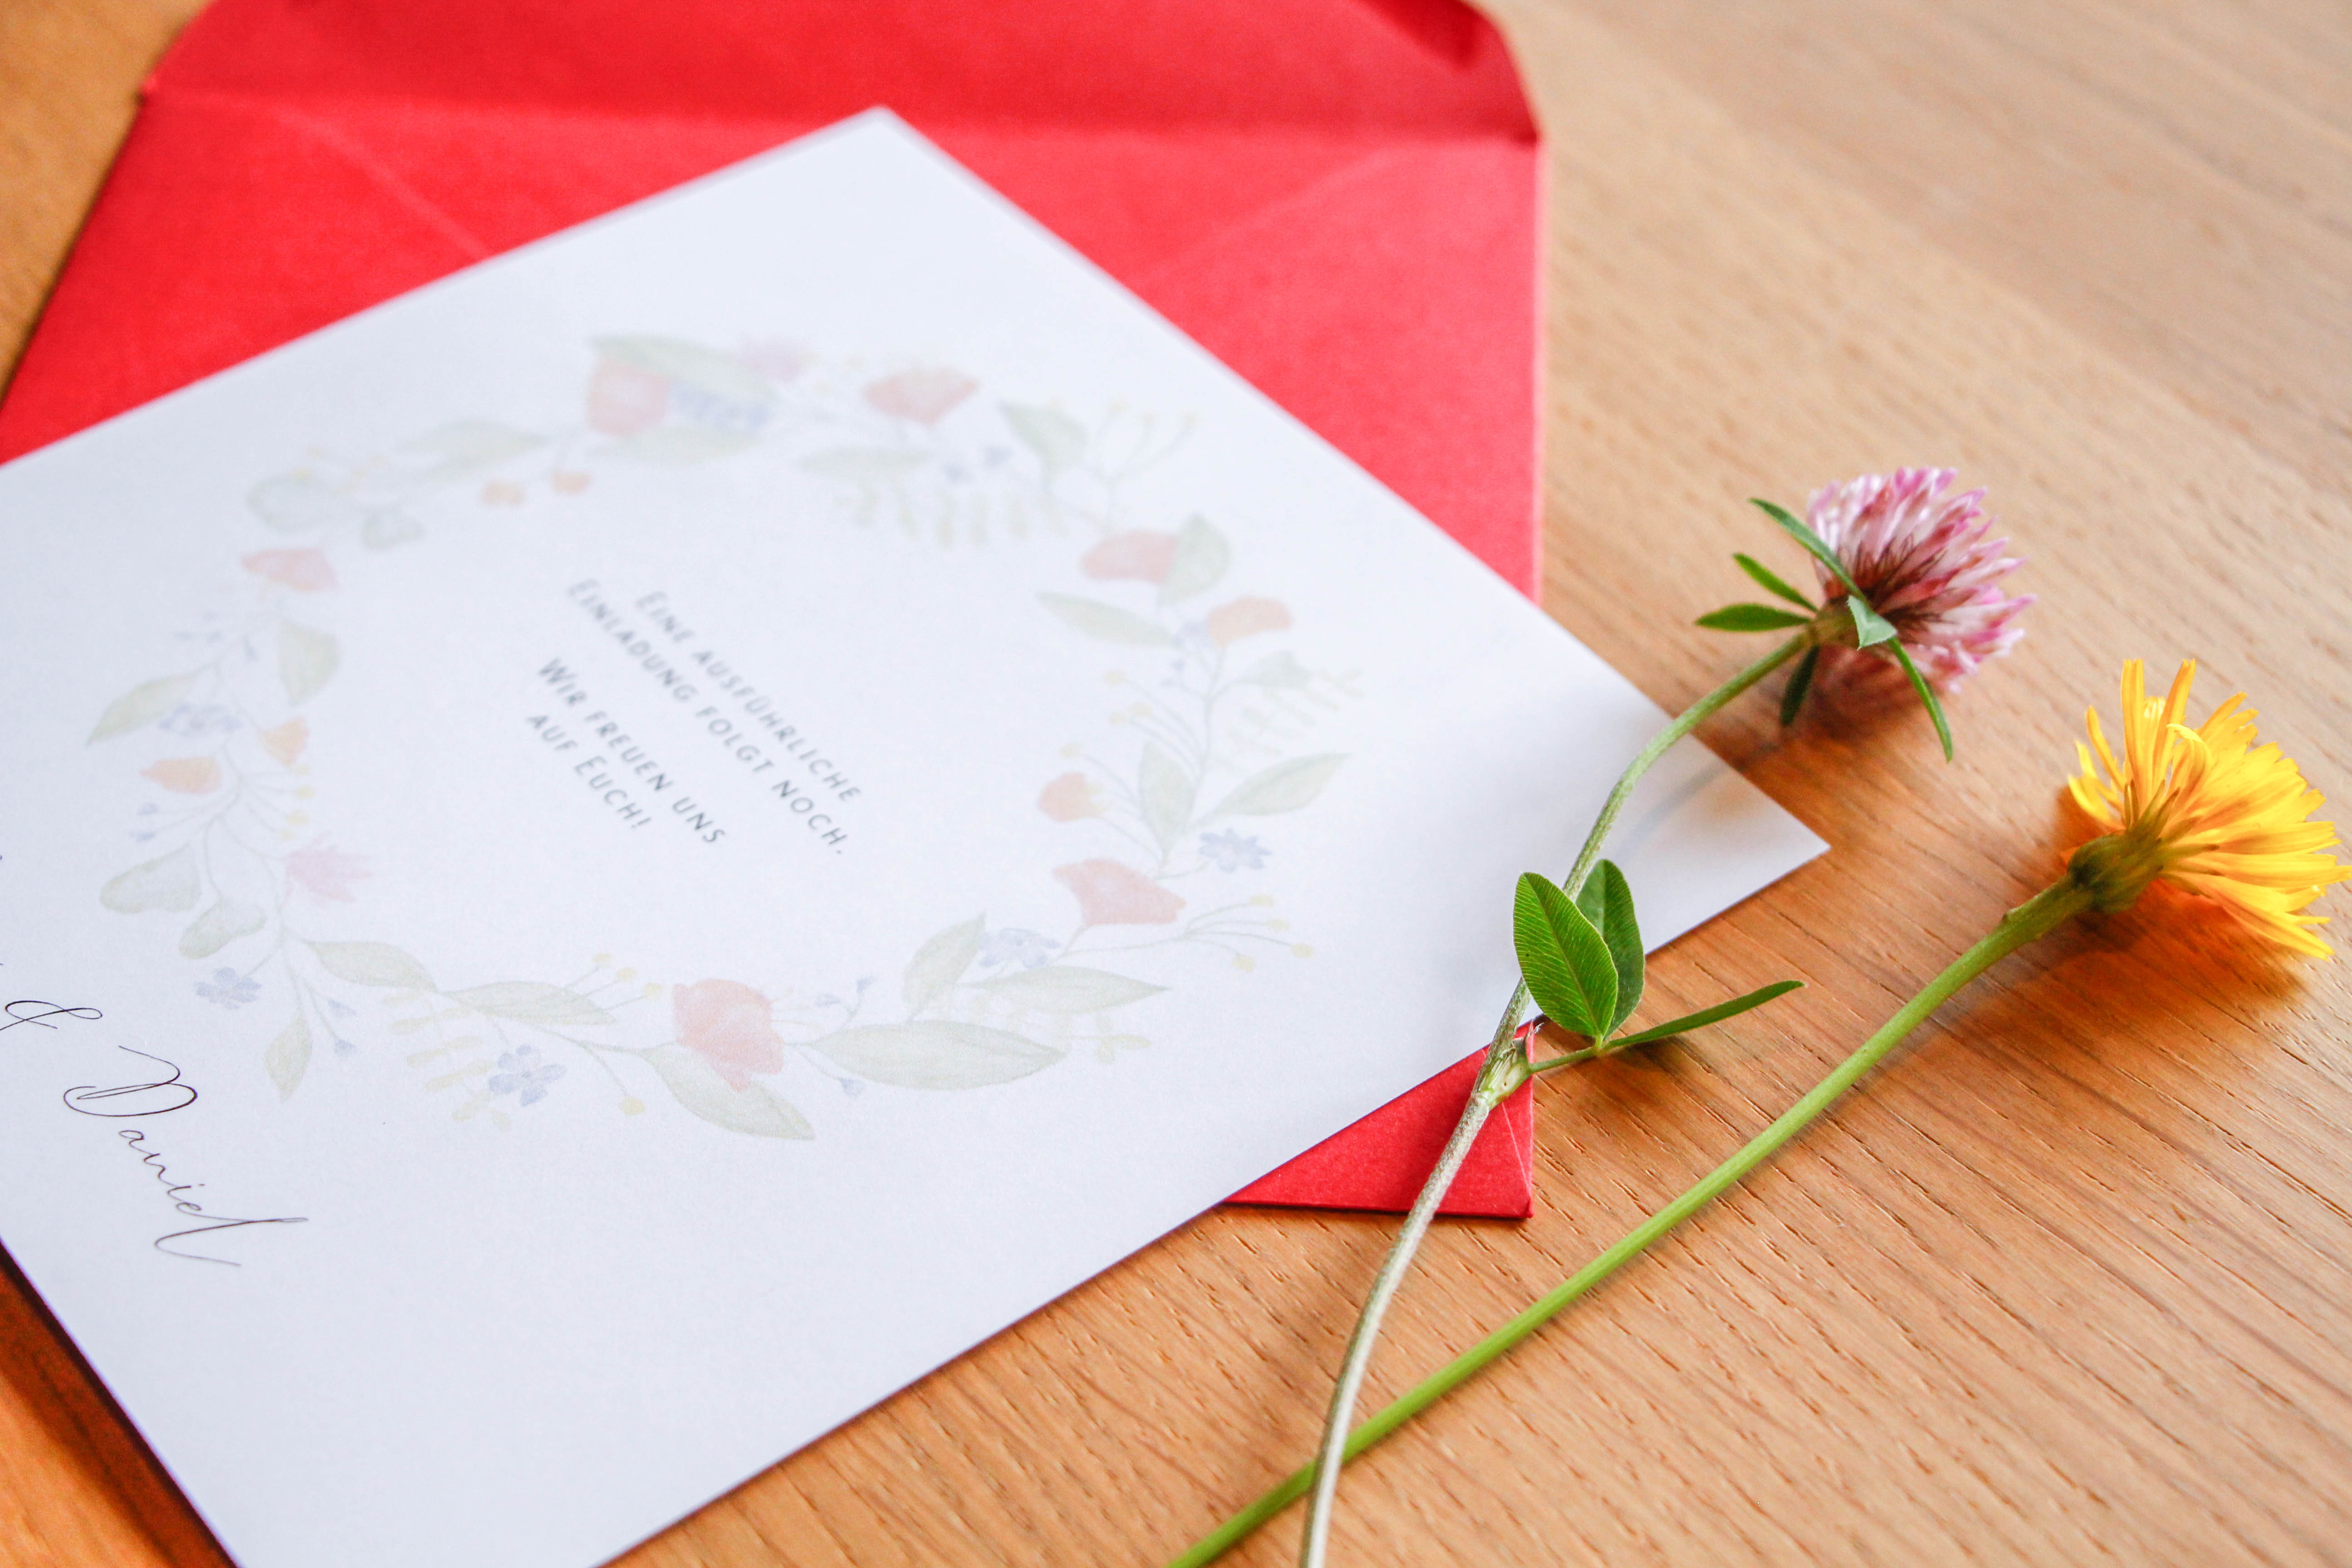 Eine ausführliche
Einladung folgt noch.
Wir freuen uns
auf Euch!
& Daniel